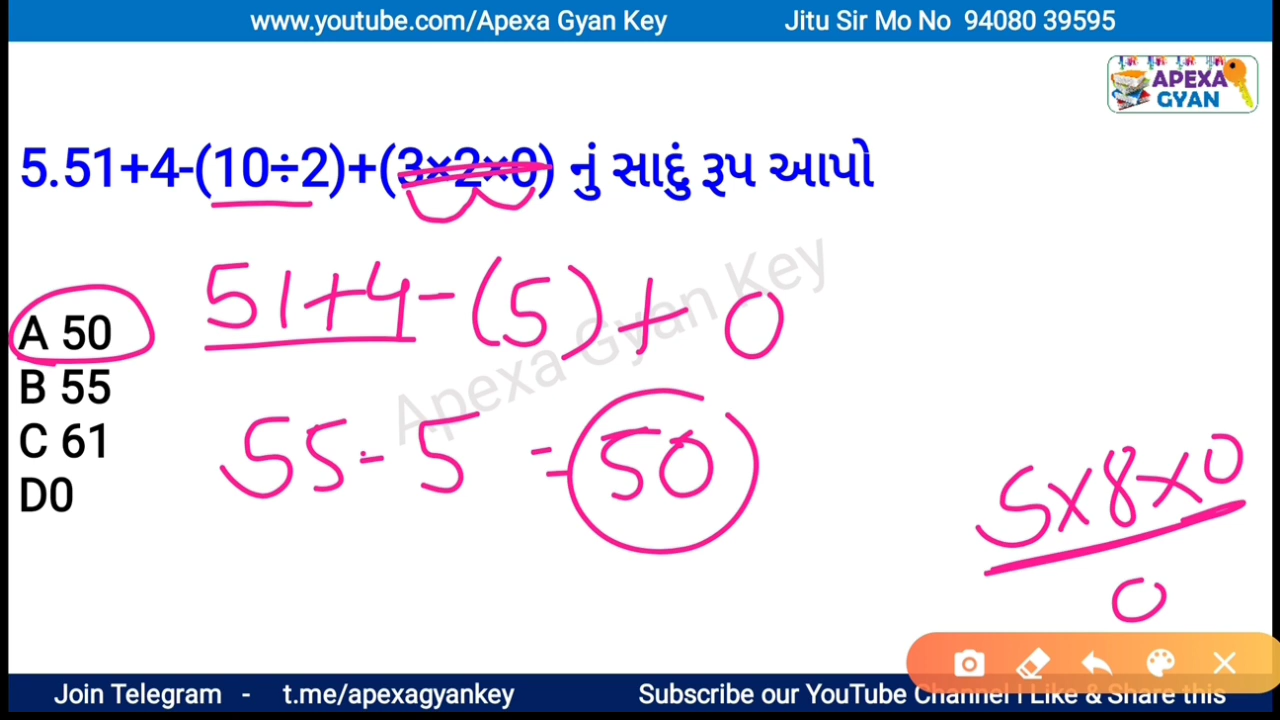 www.youtube.com/Apexa Gyan Key Jitu Sir Mo No 94080 39595
APEXA
GYAN
5.51+4-(10÷2)+(3×2×0) નું સાદું રૂપ આપો
51+4-(5)+0
A 50
B 55
C 61
D0
55-5=50
5×8×0
0
Apexa Gyan Key
Join Telegram - t.me/apexagyankey Subscribe our YouTube Channel I Like & Share this